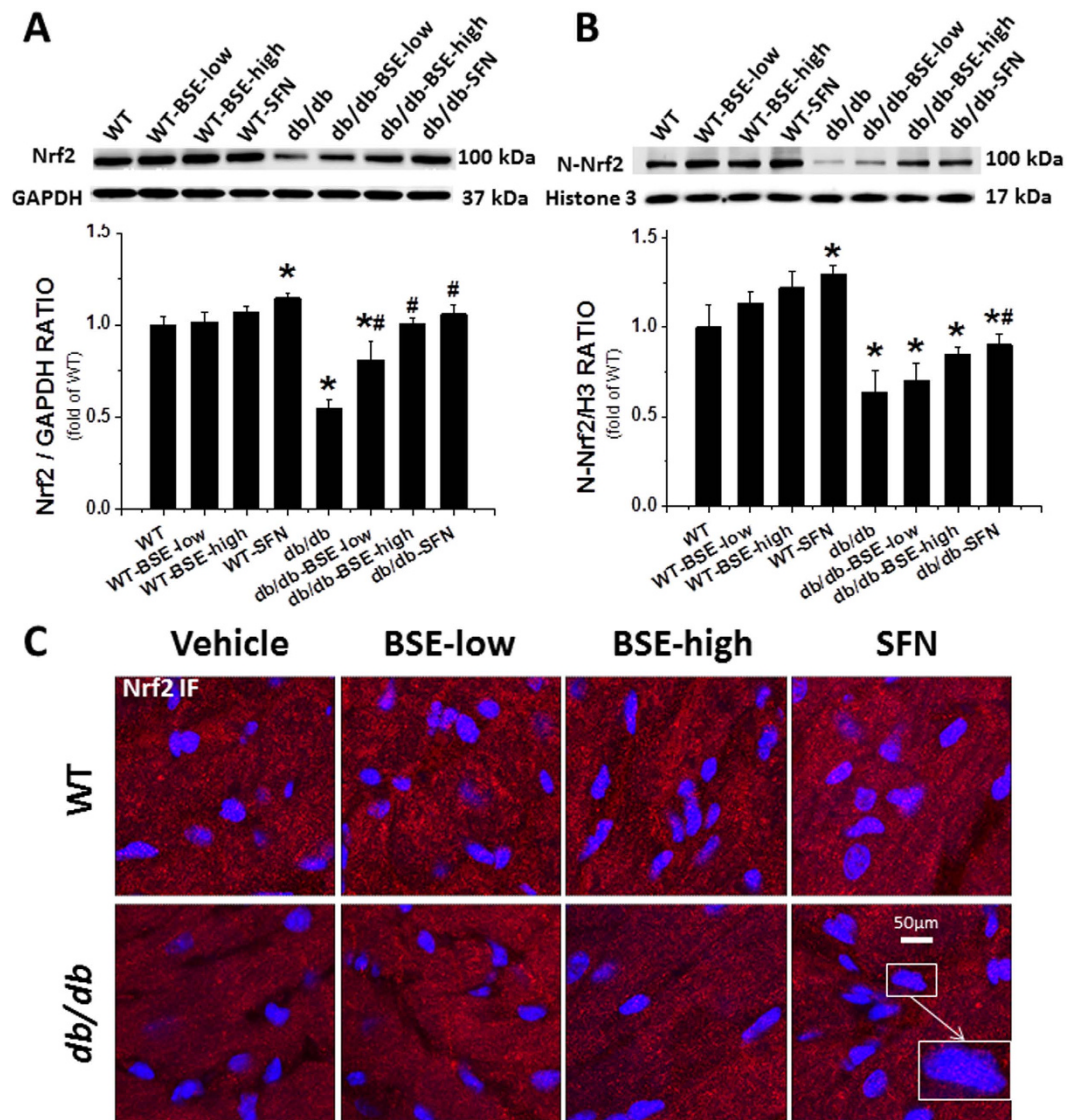 A
WT
WT-BSE-low
WT-BSE-high
WT-SFN
db/db
db/db-BSE-low
db/db-BSE-high
db/db-SFN
Nrf2
100 kDa
GAPDH
37 kDa
1.5
1.0
0.5
0.0
Nrf2 / GAPDH RATIO
(fold of WT)
*
*
*#
#
#
WT
WT-BSE-low
WT-BSE-high
WT-SFN
db/db
db/db-BSE-low
db/db-BSE-high
db/db-SFN
B
WT
WT-BSE-low
WT-BSE-high
WT-SFN
db/db
db/db-BSE-low
db/db-BSE-high
db/db-SFN
N-Nrf2
100 kDa
Histone 3
17 kDa
1.5
1.0
0.5
0.0
N-Nrf2/H3 RATIO
(fold of WT)
*
*
*
*
*#
WT
WT-BSE-low
WT-BSE-high
WT-SFN
db/db
db/db-BSE-low
db/db-BSE-high
db/db-SFN
C
Vehicle
BSE-low
BSE-high
SFN
Nrf2 IF
WT
db/db
50µm